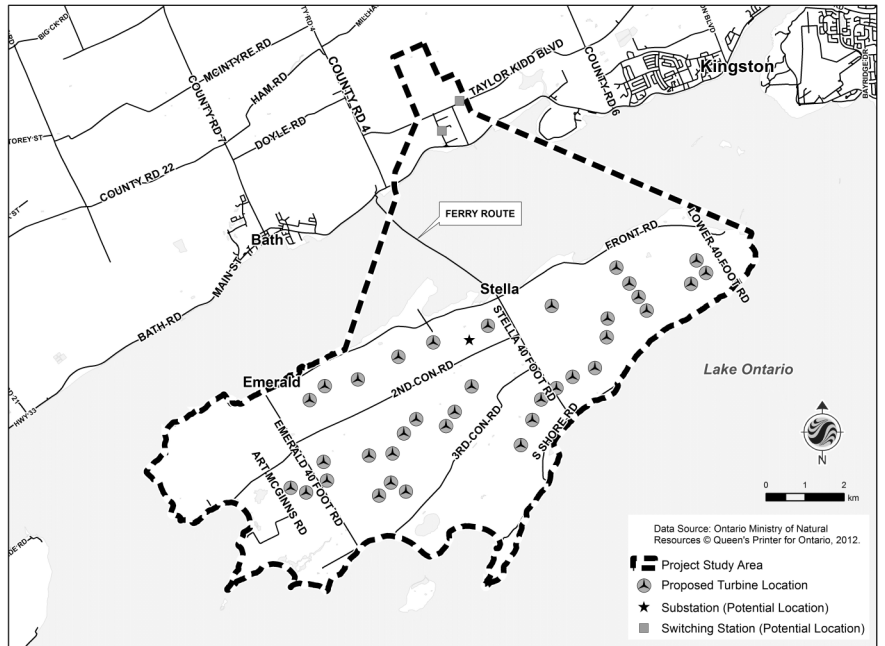 BIG CK RD
MCINTYRE RD
COUNTY RD 4
HAM RD
TAYLOR KIDD BLVD
COUNTY RD 6
Kingston
BAYRIDGE DR
COUNTY RD 7
COUNTY RD 4
DOYLE RD
COUNTY RD 22
FERRY ROUTE
Bath
MAIN ST
BATH RD
FRONT RD
LOWER 40 FOOT RD
Stella
STELLA 40 FOOT RD
Lake Ontario
2ND CON RD
Emerald
3RD CON RD
S SHORE RD
HWY 33
EMERALD 40 FOOT RD
ART MCGINNS RD
N
0 1 2
km
Data Source: Ontario Ministry of Natural
Resources © Queen's Printer for Ontario, 2012.
Project Study Area
Proposed Turbine Location
Substation (Potential Location)
Switching Station (Potential Location)